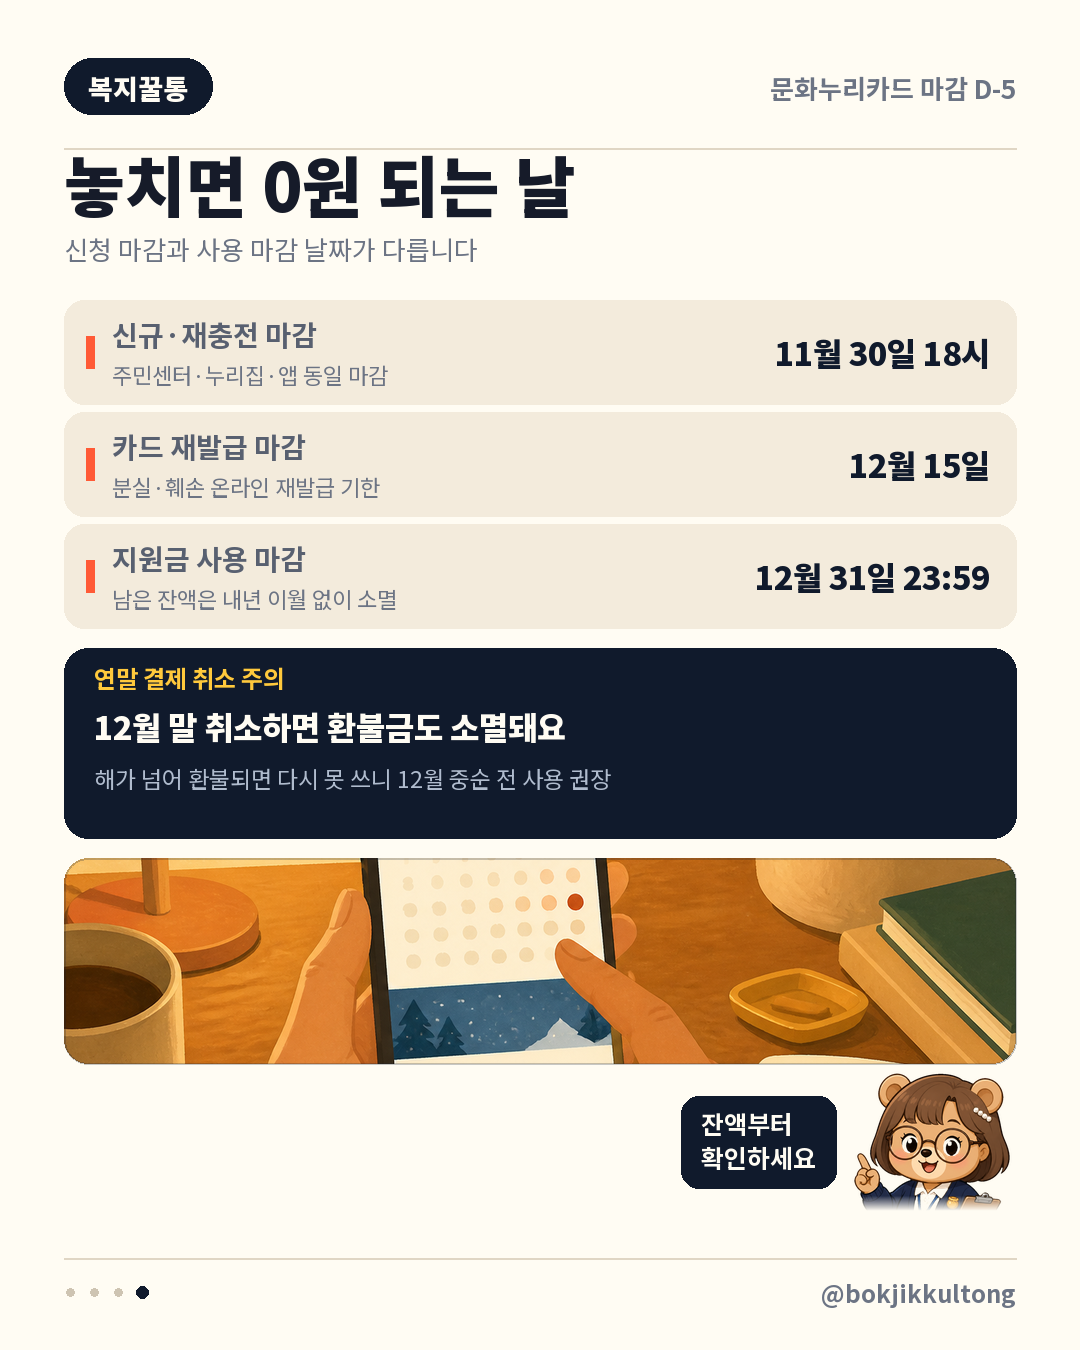 복지꿀통
문화누리카드 마감 D-5
놓치면 0원 되는 날
신청 마감과 사용 마감 날짜가 다릅니다
신규·재충전 마감
주민센터·누리집·앱 동일 마감
11월 30일 18시
카드 재발급 마감
분실·훼손 온라인 재발급 기한
12월 15일
지원금 사용 마감
남은 잔액은 내년 이월 없이 소멸
12월 31일 23:59
연말 결제 취소 주의
12월 말 취소하면 환불금도 소멸돼요
해가 넘어 환불되면 다시 못 쓰니 12월 중순 전 사용 권장
잔액부터
확인하세요
@bokjikkultong